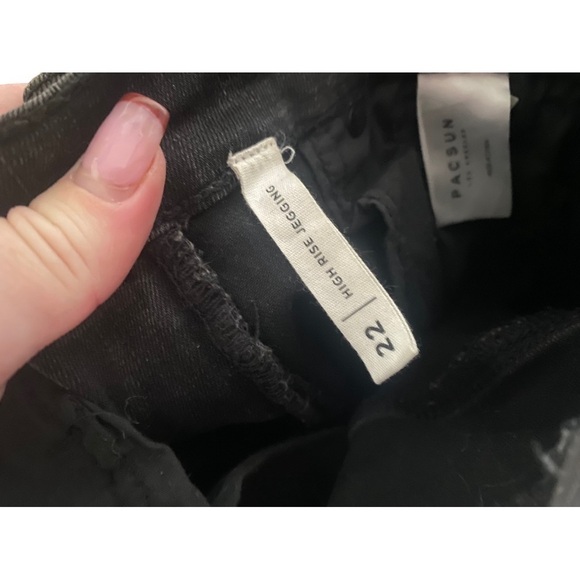 22 | HIGH RISE JEGGING
PACSUN
LOS ANGELES